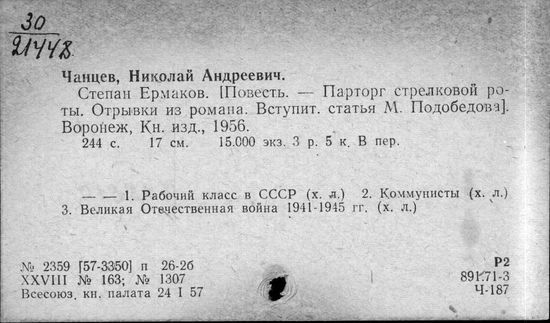 30
21448
Чанцев, Николай Андреевич.
Степан Ермаков. [Повесть. — Парторг стрелковой ро-
ты. Отрывки из романа. Вступит. статья М. Подобедова].
Воронеж, Кн. изд., 1956.
244 с. 17 см. 15.000 экз. 3 р. 5 к. В пер.
— — 1. Рабочий класс в СССР (х. л.) 2. Коммунисты (х. л.)
3. Великая Отечественная война 1941-1945 гг. (х. л.)
№ 2359 [57-3350] п 26-2б
Р2
XXVIII № 163; № 1307
891.71-3
Всесоюз. кн. палата 24 I 57
Ч-187